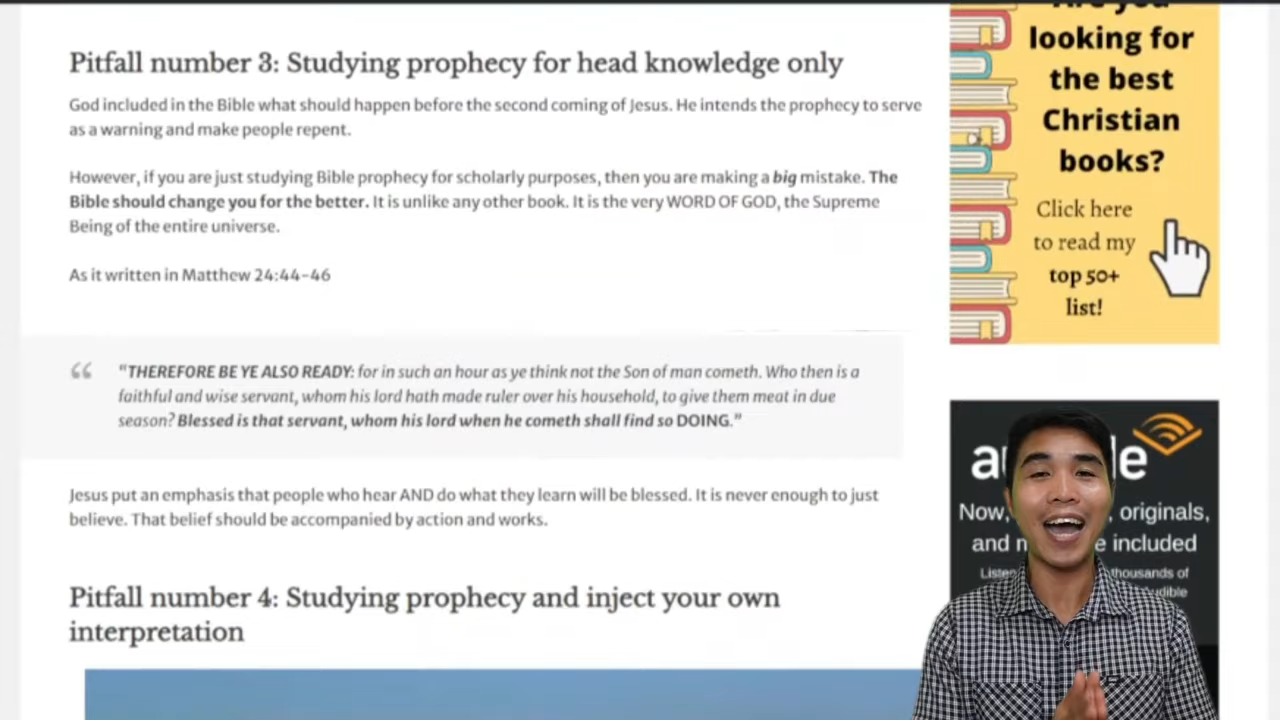 Pitfall number 3: Studying prophecy for head knowledge only
God included in the Bible what should happen before the second coming of Jesus. He intends the prophecy to serve
as a warning and make people repent.
However, if you are just studying Bible prophecy for scholarly purposes, then you are making a big mistake. The
Bible should change you for the better. It is unlike any other book. It is the very WORD OF GOD, the Supreme
Being of the entire universe.
As it written in Matthew 24:44-46
“THEREFORE BE YE ALSO READY: for in such an hour as ye think not the Son of man cometh. Who then is a
faithful and wise servant, whom his lord hath made ruler over his household, to give them meat in due
season? Blessed is that servant, whom his lord when he cometh shall find so DOING.”
Jesus put an emphasis that people who hear AND do what they learn will be blessed. It is never enough to just
believe. That belief should be accompanied by action and works.
Pitfall number 4: Studying prophecy and inject your own
interpretation
Are you
looking for
the best
Christian
books?
Click here
to read my
top 50+
list!
Now, originals,
and included
thousands of